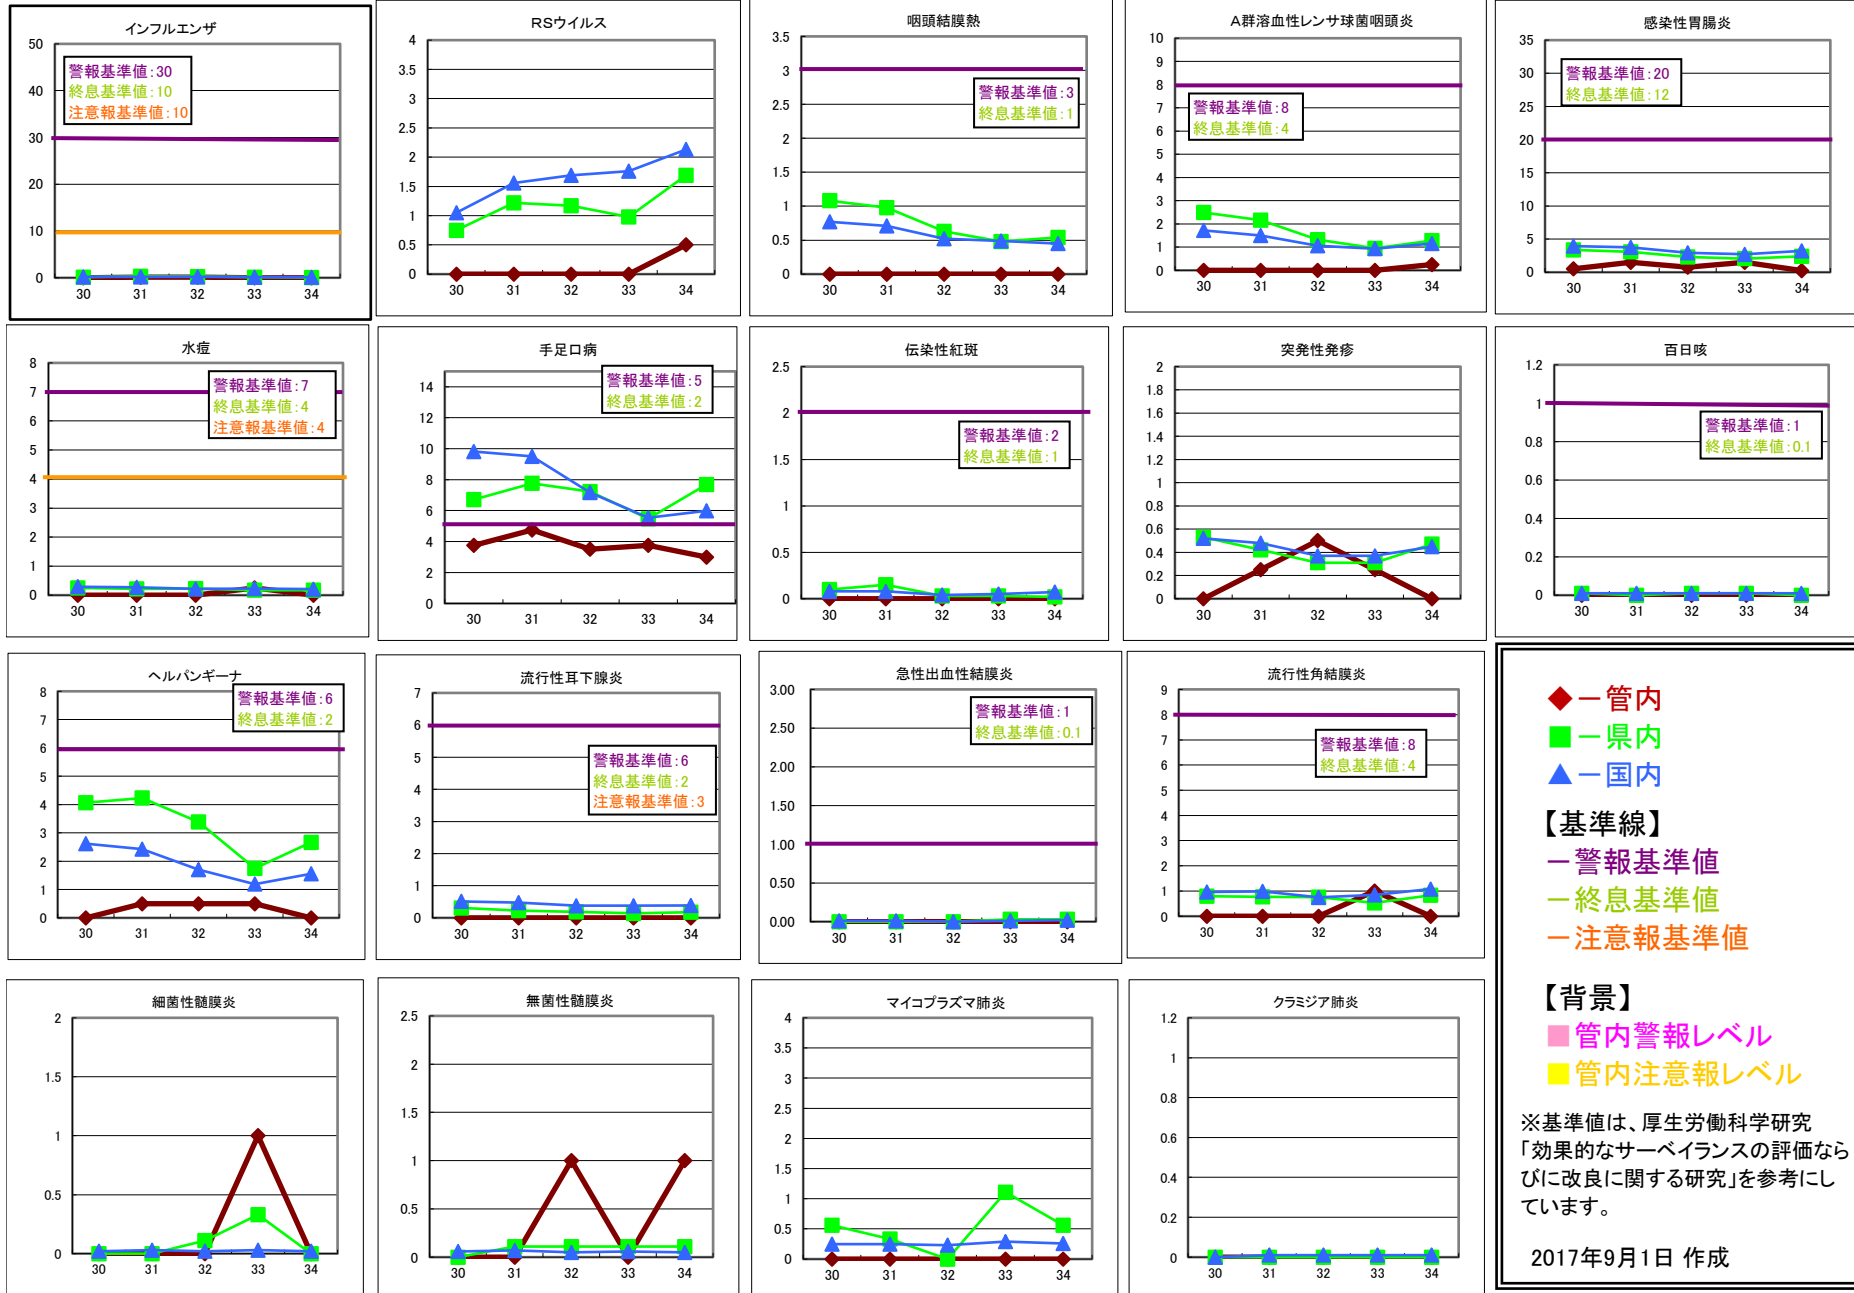 インフルエンザ
50
40
30
20
10
0
警報基準値:30
終息基準値:10
注意報基準値:10
30 31 32 33 34
RSウイルス
4
3.5
3
2.5
2
1.5
1
0.5
0
30 31 32 33 34
咽頭結膜熱
3.5
3
2.5
2
1.5
1
0.5
0
警報基準値:3
終息基準値:1
30 31 32 33 34
A群溶血性レンサ球菌咽頭炎
10
9
8
7
6
5
4
3
2
1
0
警報基準値:8
終息基準値:4
30 31 32 33 34
感染性胃腸炎
35
30
25
20
15
10
5
0
警報基準値:20
終息基準値:12
30 31 32 33 34
水痘
8
7
6
5
4
3
2
1
0
警報基準値:7
終息基準値:4
注意報基準値:4
30 31 32 33 34
手足口病
14
12
10
8
6
4
2
0
警報基準値:5
終息基準値:2
30 31 32 33 34
伝染性紅斑
2.5
2
1.5
1
0.5
0
警報基準値:2
終息基準値:1
30 31 32 33 34
突発性発疹
2
1.8
1.6
1.4
1.2
1
0.8
0.6
0.4
0.2
0
30 31 32 33 34
百日咳
1.2
1
0.8
0.6
0.4
0.2
0
警報基準値:1
終息基準値:0.1
30 31 32 33 34
ヘルパンギーナ
8
7
6
5
4
3
2
1
0
警報基準値:6
終息基準値:2
30 31 32 33 34
流行性耳下腺炎
7
6
5
4
3
2
1
0
警報基準値:6
終息基準値:2
注意報基準値:3
30 31 32 33 34
急性出血性結膜炎
3.00
2.50
2.00
1.50
1.00
0.50
0.00
警報基準値:1
終息基準値:0.1
30 31 32 33 34
流行性角結膜炎
9
8
7
6
5
4
3
2
1
0
警報基準値:8
終息基準値:4
30 31 32 33 34
細菌性髄膜炎
2
1.5
1
0.5
0
30 31 32 33 34
無菌性髄膜炎
2.5
2
1.5
1
0.5
0
30 31 32 33 34
マイコプラズマ肺炎
4
3.5
3
2.5
2
1.5
1
0.5
0
30 31 32 33 34
クラミジア肺炎
1.2
1
0.8
0.6
0.4
0.2
0
30 31 32 33 34
◆ー管内
■ー県内
▲ー国内
【基準線】
ー警報基準値
ー終息基準値
ー注意報基準値
【背景】
■管内警報レベル
■管内注意報レベル
※基準値は、厚生労働科学研究
「効果的なサーベイランスの評価なら
びに改良に関する研究」を参考にし
ています。
2017年9月1日 作成